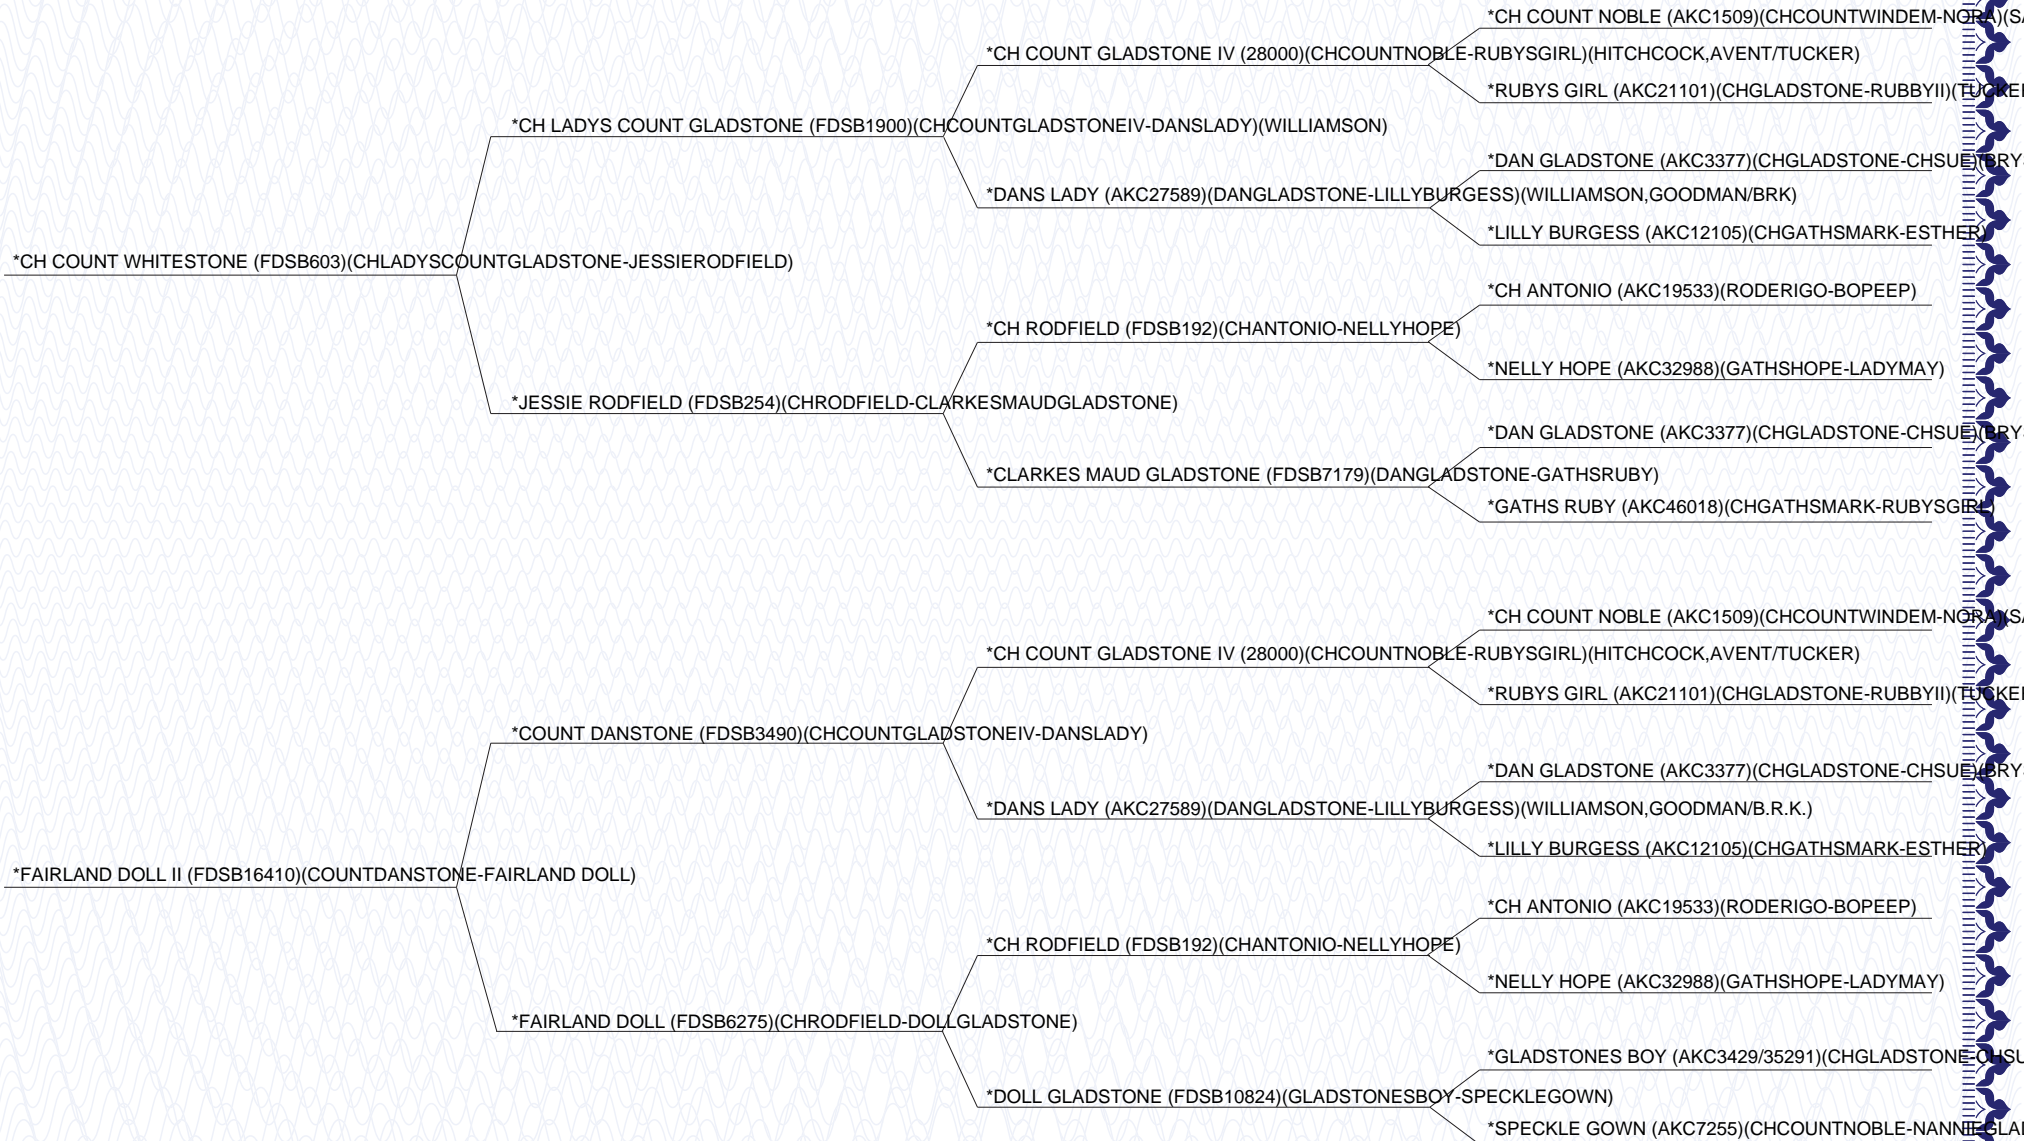 *CH COUNT NOBLE (AKC1509)(CHCOUNTWINDEM-NORA)(SA
*CH COUNT GLADSTONE IV (28000)(CHCOUNTNOBLE-RUBYSGIRL)(HITCHCOCK,AVENT/TUCKER)
*RUBYS GIRL (AKC21101)(CHGLADSTONE-RUBBYII)(TUCKE
*CH LADYS COUNT GLADSTONE (FDSB1900)(CHCOUNTGLADSTONEIV-DANSLADY)(WILLIAMSON)
*DAN GLADSTONE (AKC3377)(CHGLADSTONE-CHSUE)(BRY
*DANS LADY (AKC27589)(DANGLADSTONE-LILLYBURGESS)(WILLIAMSON,GOODMAN/BRK)
*LILLY BURGESS (AKC12105)(CHGATHSMARK-ESTHER)
*CH COUNT WHITESTONE (FDSB603)(CHLADYSCOUNTGLADSTONE-JESSIERODFIELD)
*CH ANTONIO (AKC19533)(RODERIGO-BOPEEP)
*CH RODFIELD (FDSB192)(CHANTONIO-NELLYHOPE)
*NELLY HOPE (AKC32988)(GATHSHOPE-LADYMAY)
*JESSIE RODFIELD (FDSB254)(CHRODFIELD-CLARKESMAUDGLADSTONE)
*DAN GLADSTONE (AKC3377)(CHGLADSTONE-CHSUE)(BRY
*CLARKES MAUD GLADSTONE (FDSB7179)(DANGLADSTONE-GATHSRUBY)
*GATHS RUBY (AKC46018)(CHGATHSMARK-RUBYSGIRL)
*CH COUNT NOBLE (AKC1509)(CHCOUNTWINDEM-NORA)(SA
*CH COUNT GLADSTONE IV (28000)(CHCOUNTNOBLE-RUBYSGIRL)(HITCHCOCK,AVENT/TUCKER)
*RUBYS GIRL (AKC21101)(CHGLADSTONE-RUBBYII)(TUCKE
*COUNT DANSTONE (FDSB3490)(CHCOUNTGLADSTONEIV-DANSLADY)
*DAN GLADSTONE (AKC3377)(CHGLADSTONE-CHSUE)(BRY
*DANS LADY (AKC27589)(DANGLADSTONE-LILLYBURGESS)(WILLIAMSON,GOODMAN/B.R.K.)
*LILLY BURGESS (AKC12105)(CHGATHSMARK-ESTHER)
*FAIRLAND DOLL II (FDSB16410)(COUNTDANSTONE-FAIRLAND DOLL)
*CH ANTONIO (AKC19533)(RODERIGO-BOPEEP)
*CH RODFIELD (FDSB192)(CHANTONIO-NELLYHOPE)
*NELLY HOPE (AKC32988)(GATHSHOPE-LADYMAY)
*FAIRLAND DOLL (FDSB6275)(CHRODFIELD-DOLLGLADSTONE)
*GLADSTONES BOY (AKC3429/35291)(CHGLADSTONE-CHSU
*DOLL GLADSTONE (FDSB10824)(GLADSTONESBOY-SPECKLEGOWN)
*SPECKLE GOWN (AKC7255)(CHCOUNTNOBLE-NANNIEGLAD